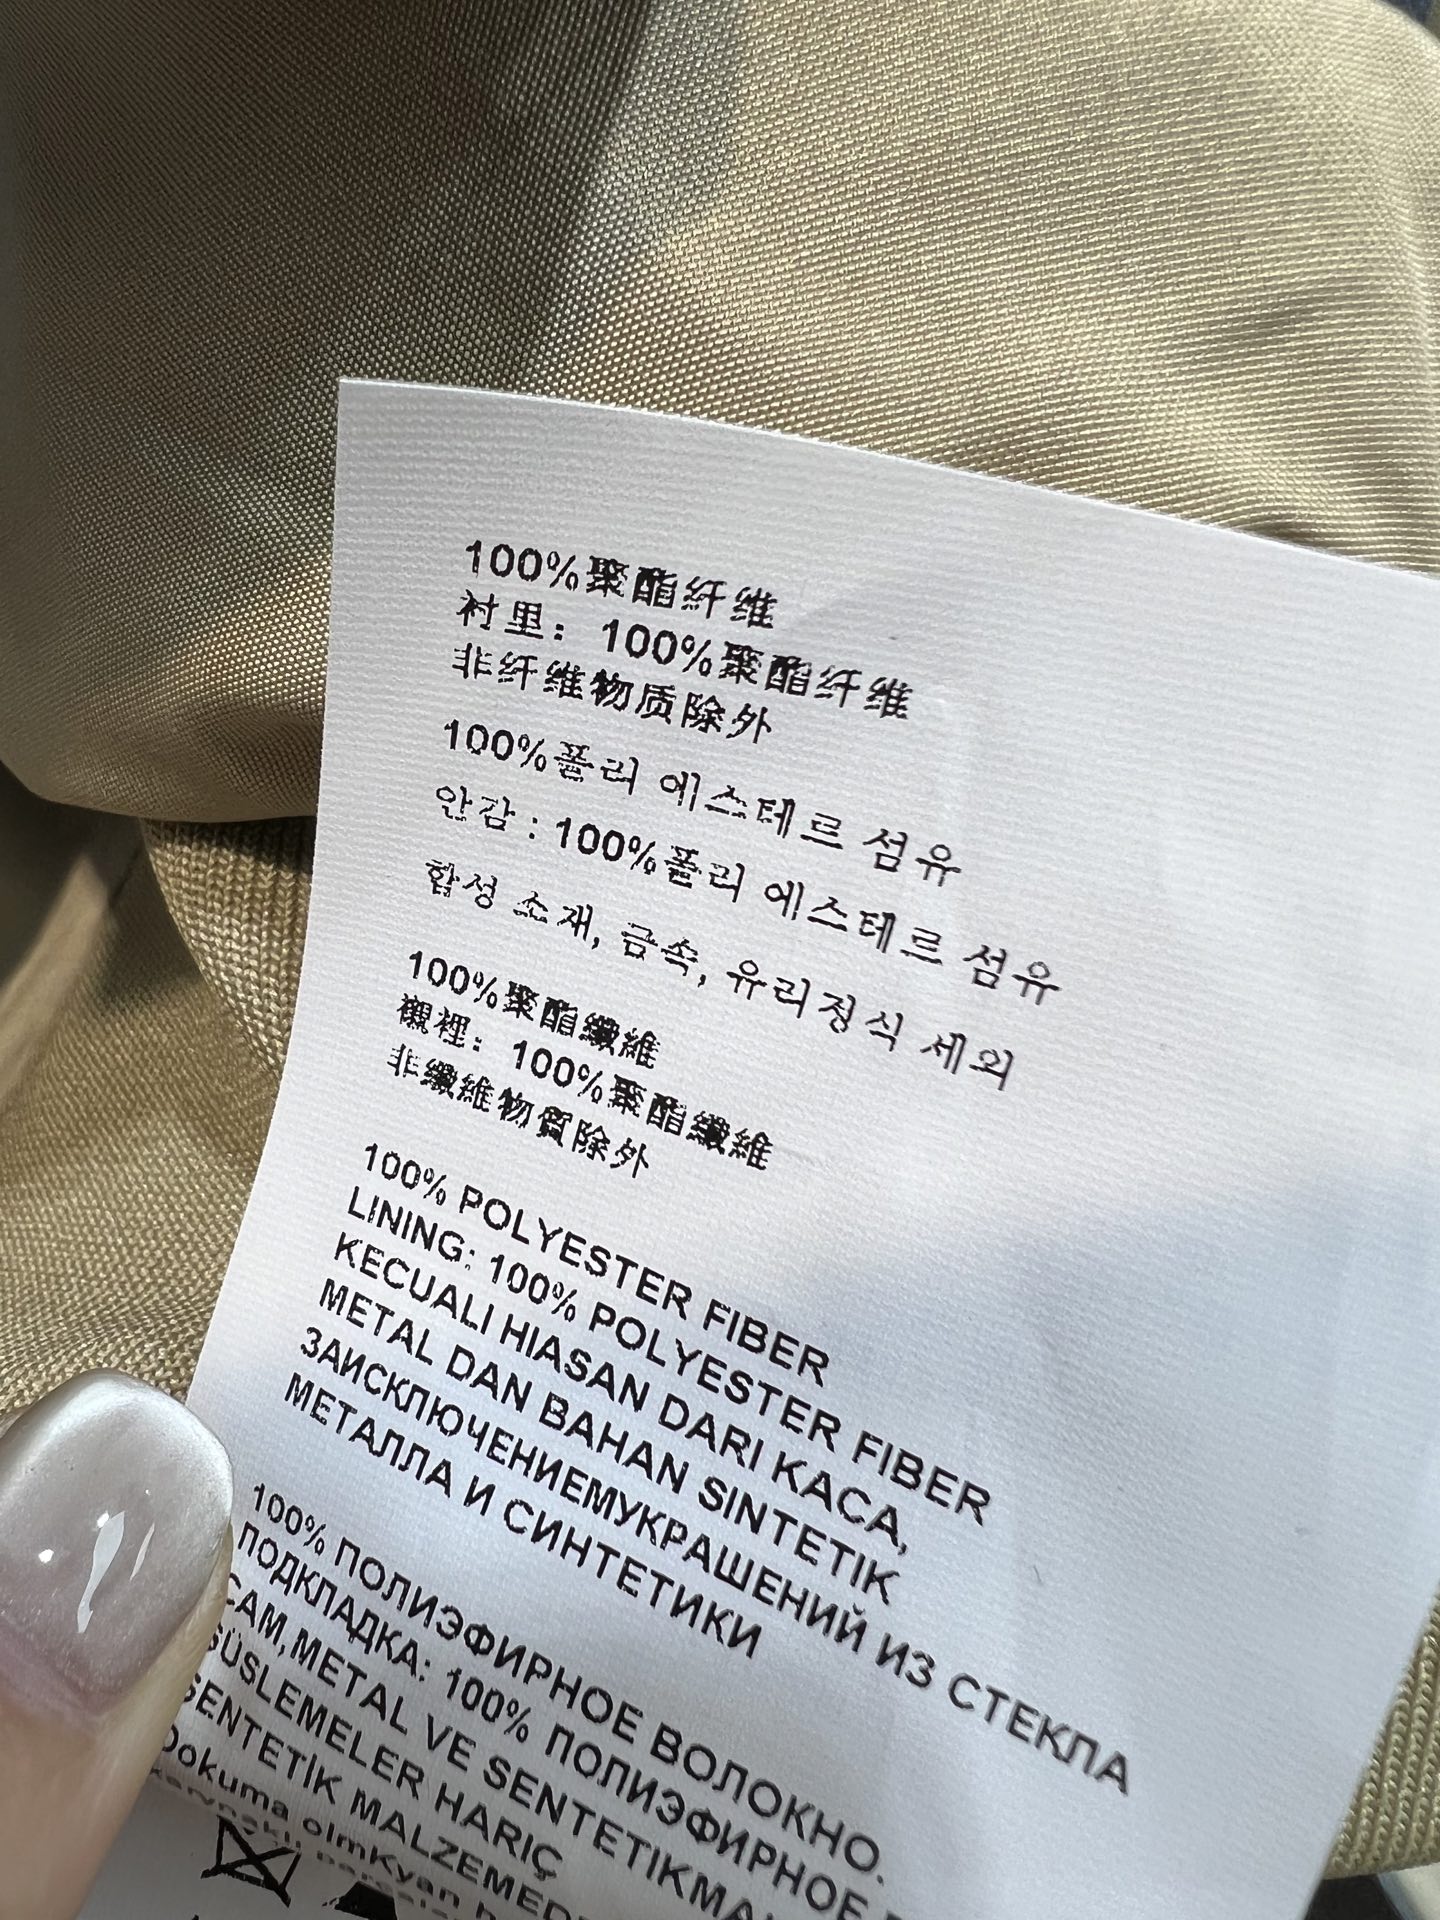 100%聚酯纤维
衬里：100%聚酯纤维
非纤维物质除外
100%폴리 에스테르 섬유
안감 : 100%폴리 에스테르 섬유
합성 소재, 금속, 유리정식 세외
100%聚酯纖維
襯裡：100%聚酯纖維
非纖維物質除外
100% POLYESTER FIBER
LINING: 100% POLYESTER FIBER
KECUALI HIASAN DARI KACA,
METAL DAN BAHAN SINTETIK
ЗАИСКЛЮЧЕНИЕМУКРАШЕНИЙ ИЗ СТЕКЛА
МЕТАЛЛА И СИНТЕТИКИ
100% ПОЛИЭФИРНОЕ ВОЛОКНО.
ПОДКЛАДКА: 100% ПОЛИЭФИРНОЕ
CAM,METAL VE SENTETIKMA
SÜSLEMELER HARIÇ
SENTETİK MALZEMED
Dokuma olmKyan